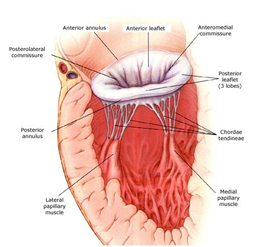 Anterior annulus
Anterior leaflet
Anteromedial
commissure
Posterolateral
commissure
Posterior
leaflet
(3 lobes)
Posterior
annulus
Chordae
tendineae
Lateral
papillary
muscle
Medial
papillary
muscle